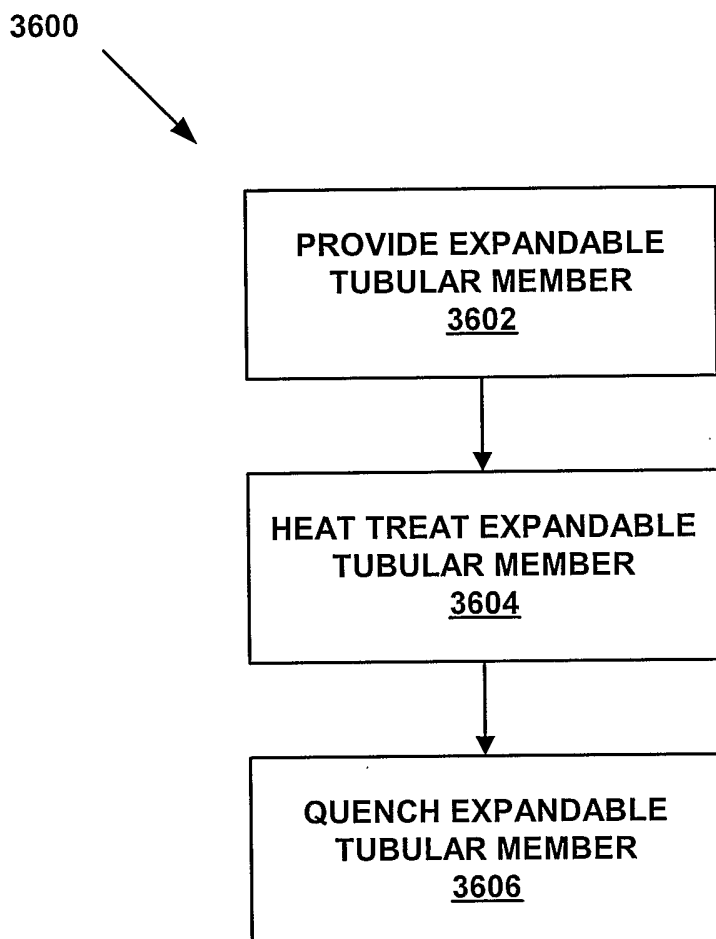 3600
PROVIDE EXPANDABLE
TUBULAR MEMBER
3602
HEAT TREAT EXPANDABLE
TUBULAR MEMBER
3604
QUENCH EXPANDABLE
TUBULAR MEMBER
3606